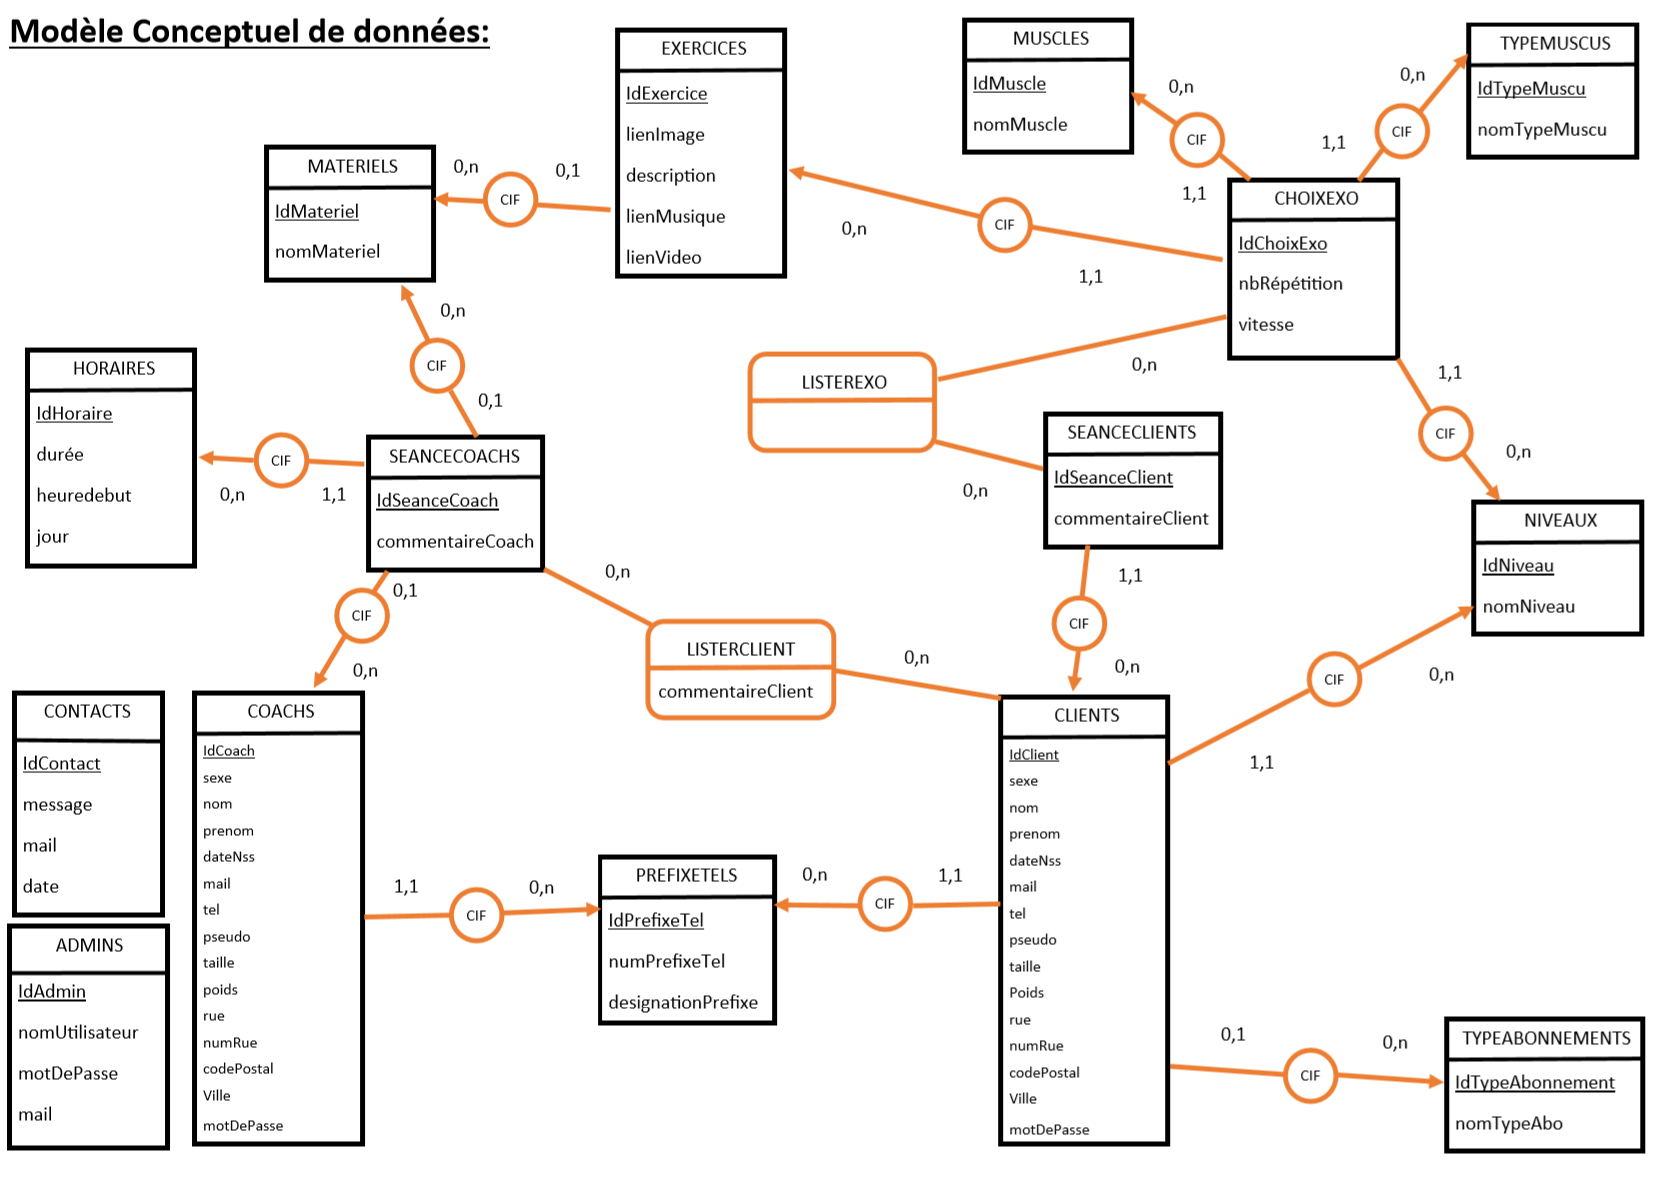 Modèle Conceptuel de données:
EXERCICES
IdExercice
lienImage
description
lienMusique
lienVideo
MUSCLES
IdMuscle
nomMuscle
TYPEMUSCUS
IdTypeMuscu
nomTypeMuscu
0,n
CIF
1,1
0,n
CIF
1,1
MATERIELS
IdMateriel
nomMateriel
0,n
CIF
0,1
0,n
CIF
1,1
CHOIXEXO
IdChoixExo
nbRépétition
vitesse
0,n
CIF
0,1
HORAIRES
IdHoraire
durée
heuredebut
jour
CIF
0,n
1,1
SEANCECOACHS
IdSeanceCoach
commentaireCoach
LISTEREXO
0,n
0,n
SEANCECLIENTS
IdSeanceClient
commentaireClient
1,1
CIF
0,n
NIVEAUX
IdNiveau
nomNiveau
0,1
CIF
0,n
0,n
LISTERCLIENT
commentaireClient
0,n
1,1
CIF
0,n
CIF
0,n
1,1
CONTACTS
IdContact
message
mail
date
ADMINS
IdAdmin
nomUtilisateur
motDePasse
mail
COACHS
IdCoach
sexe
nom
prenom
dateNss
mail
tel
pseudo
taille
poids
rue
numRue
codePostal
Ville
motDePasse
1,1
CIF
0,n
PREFIXETELS
IdPrefixeTel
numPrefixeTel
designationPrefixe
0,n
CIF
1,1
CLIENTS
IdClient
sexe
nom
prenom
dateNss
mail
tel
pseudo
taille
Poids
rue
numRue
codePostal
Ville
motDePasse
0,1
CIF
0,n
TYPEABONNEMENTS
IdTypeAbonnement
nomTypeAbo